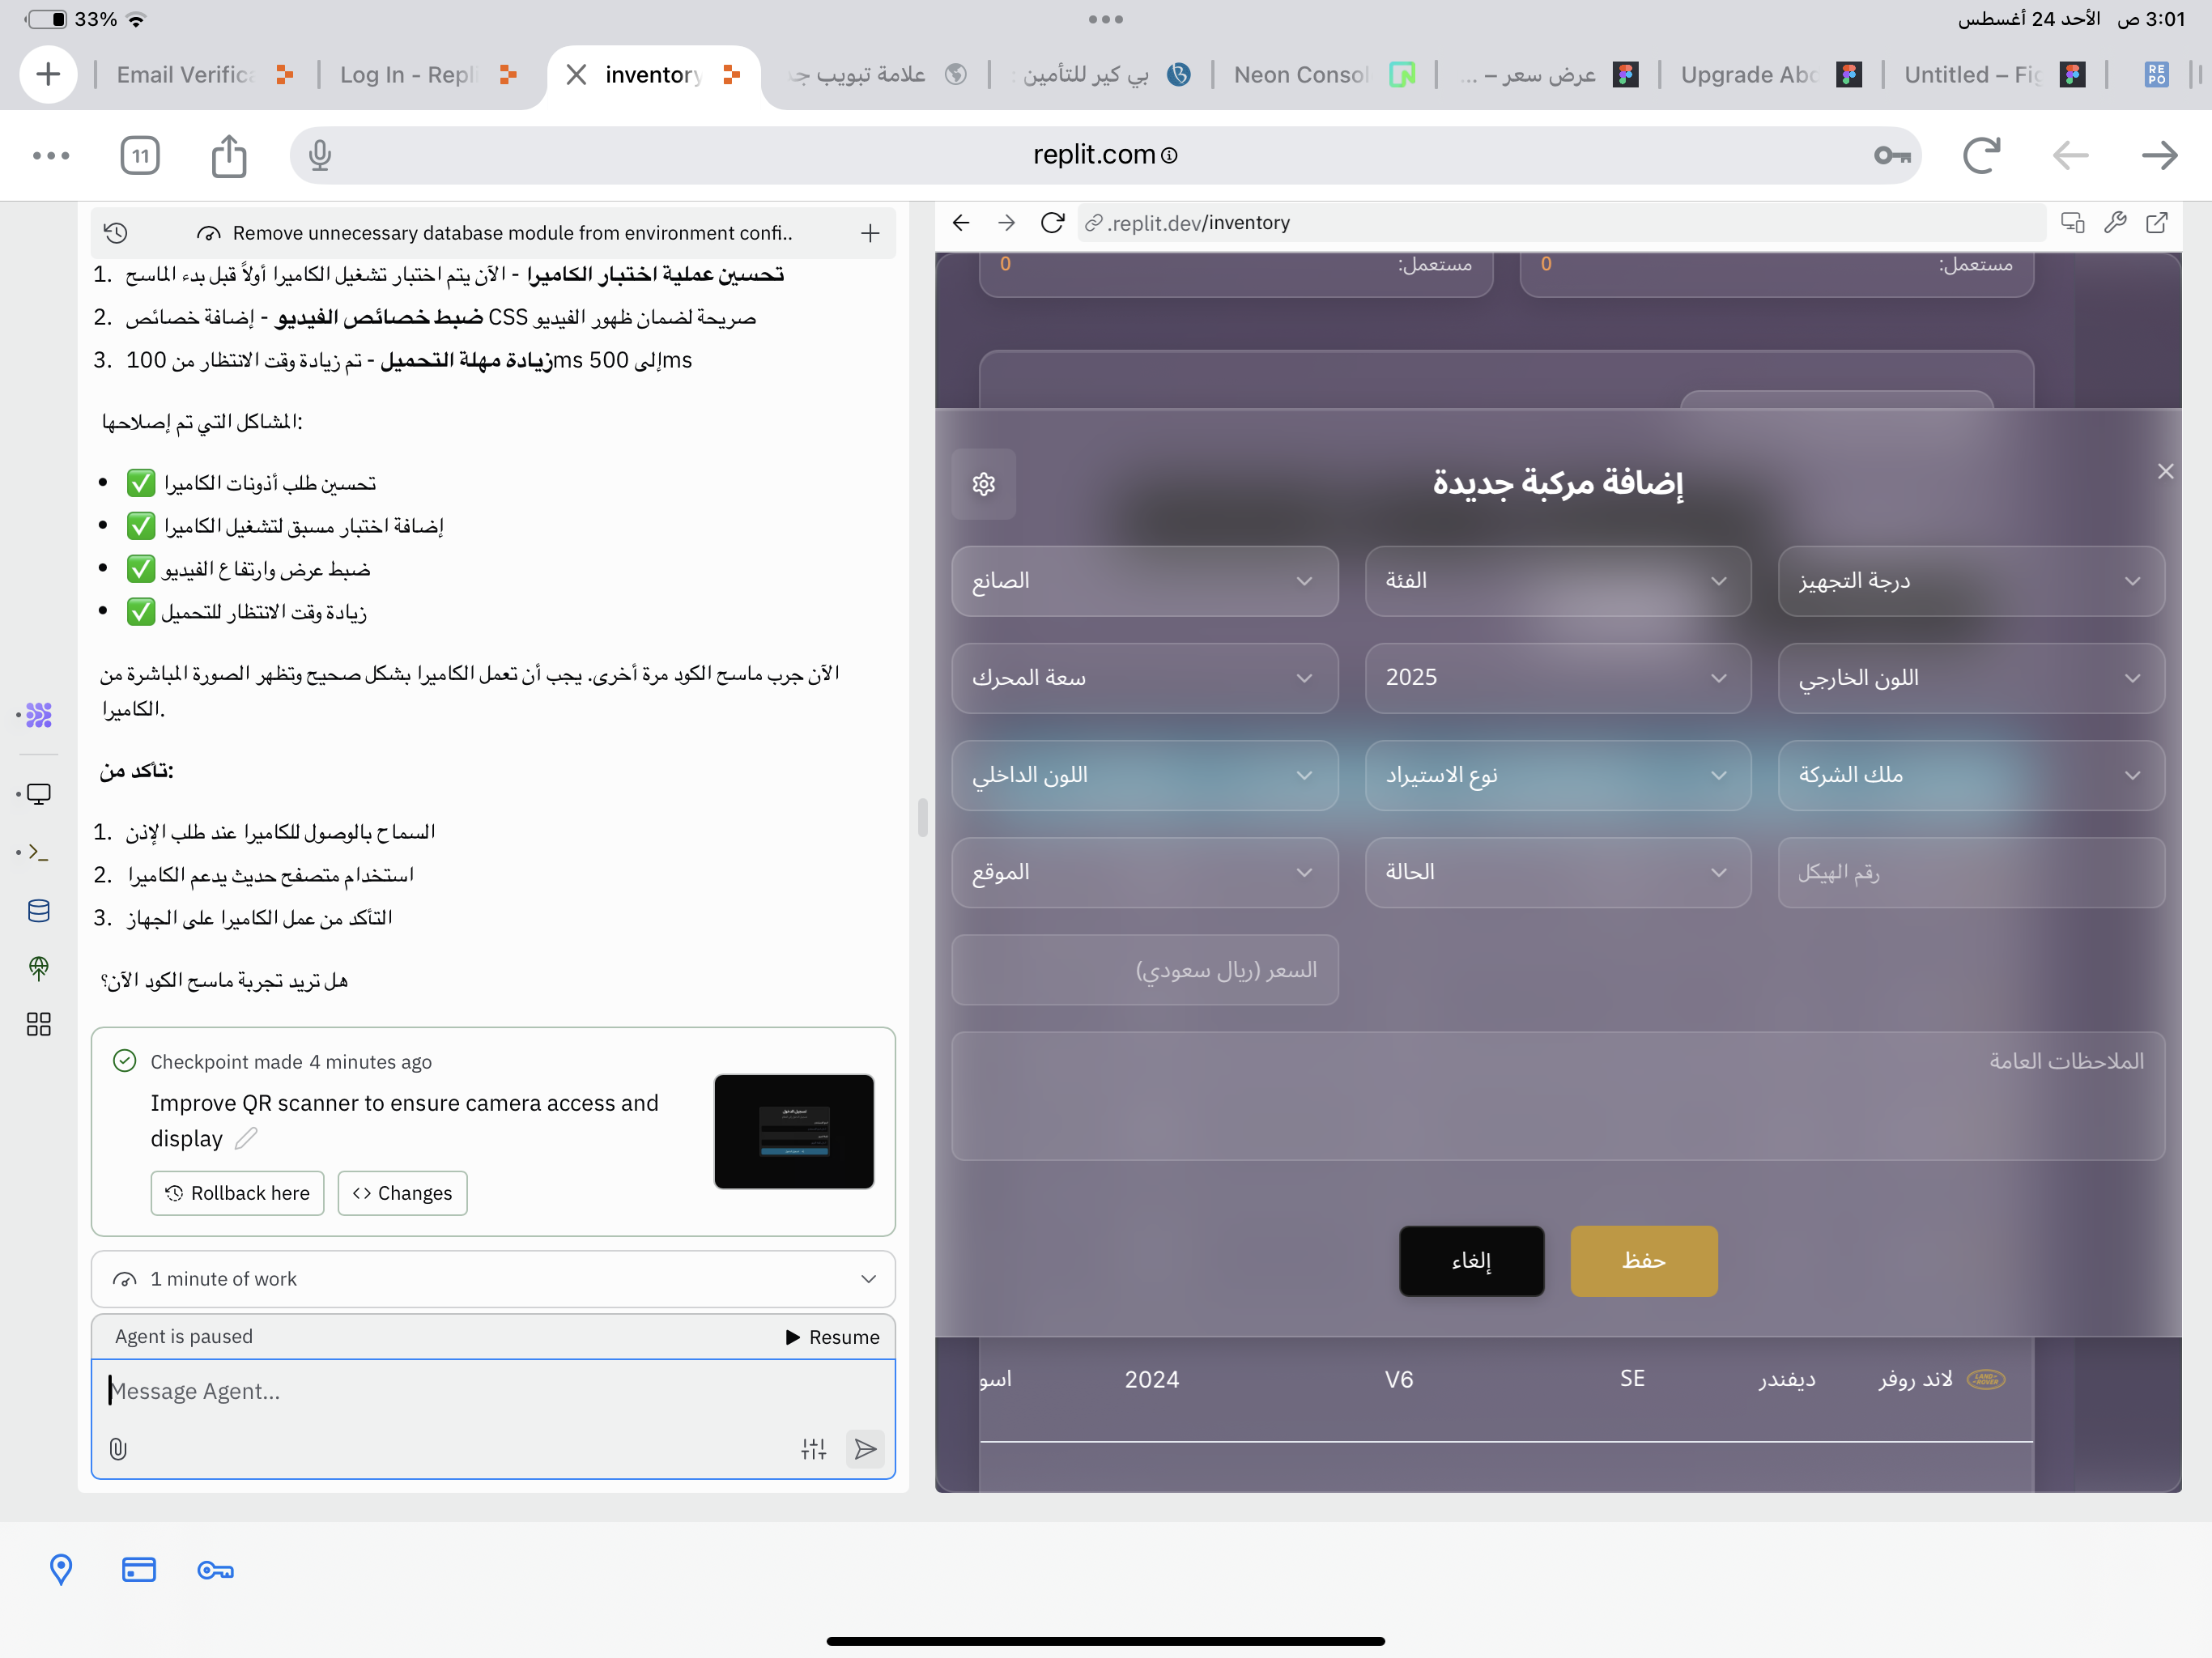 33%
3:01 ص الأحد 24 أغسطس
Email Verifica
Log In - Repli
inventory
علامة تبويب جد
بي كير للتأمين :
Neon Consol
عرض سعر – ...
Upgrade Abc
Untitled – Fig
RE
PO
11
replit.com
Remove unnecessary database module from environment confi..
.replit.dev/inventory
1. تحسين عملية اختبار الكاميرا - الآن يتم اختبار تشغيل الكاميرا أولاً قبل بدء الماسح
2. ضبط خصائص الفيديو - إضافة خصائص CSS صريحة لضمان ظهور الفيديو
3. زيادة مهلة التحميل - تم زيادة وقت الانتظار من 100ms إلى 500ms
المشاكل التي تم إصلاحها:
✅ تحسين طلب أذونات الكاميرا
✅ إضافة اختبار مسبق لتشغيل الكاميرا
✅ ضبط عرض وارتفاع الفيديو
✅ زيادة وقت الانتظار للتحميل
الآن جرب ماسح الكود مرة أخرى. يجب أن تعمل الكاميرا بشكل صحيح وتظهر الصورة المباشرة من
الكاميرا.
تأكد من:
1. السماح بالوصول للكاميرا عند طلب الإذن
2. استخدام متصفح حديث يدعم الكاميرا
3. التأكد من عمل الكاميرا على الجهاز
هل تريد تجربة ماسح الكود الآن؟
Checkpoint made 4 minutes ago
Improve QR scanner to ensure camera access and
display
Rollback here
Changes
1 minute of work
Agent is paused
Resume
Message Agent...
مستعمل: 0
مستعمل: 0
إضافة مركبة جديدة
الصانع
الفئة
درجة التجهيز
سعة المحرك
2025
اللون الخارجي
اللون الداخلي
نوع الاستيراد
ملك الشركة
الموقع
الحالة
رقم الهيكل
السعر (ريال سعودي)
الملاحظات العامة
إلغاء
حفظ
لاند روفر ديفندر SE V6 2024 اسو